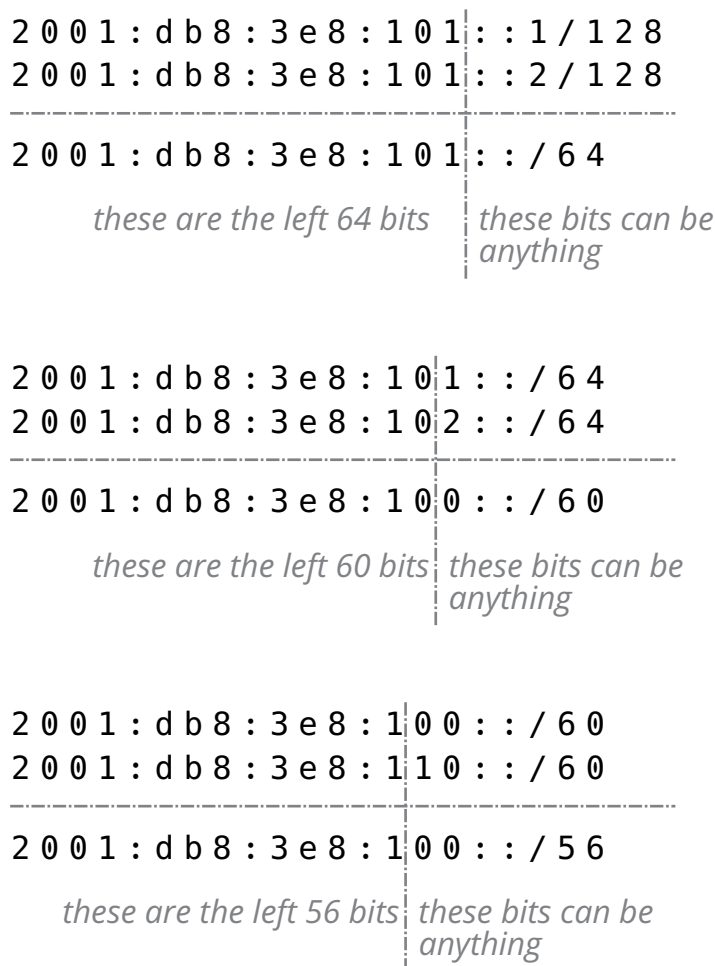 2001:db8:3e8:101::1/128
2001:db8:3e8:101::2/128
2001:db8:3e8:101::/64
these are the left 64 bits these bits can be
anything
2001:db8:3e8:101::/64
2001:db8:3e8:102::/64
2001:db8:3e8:100::/60
these are the left 60 bits these bits can be
anything
2001:db8:3e8:100::/60
2001:db8:3e8:110::/60
2001:db8:3e8:100::/56
these are the left 56 bits these bits can be
anything